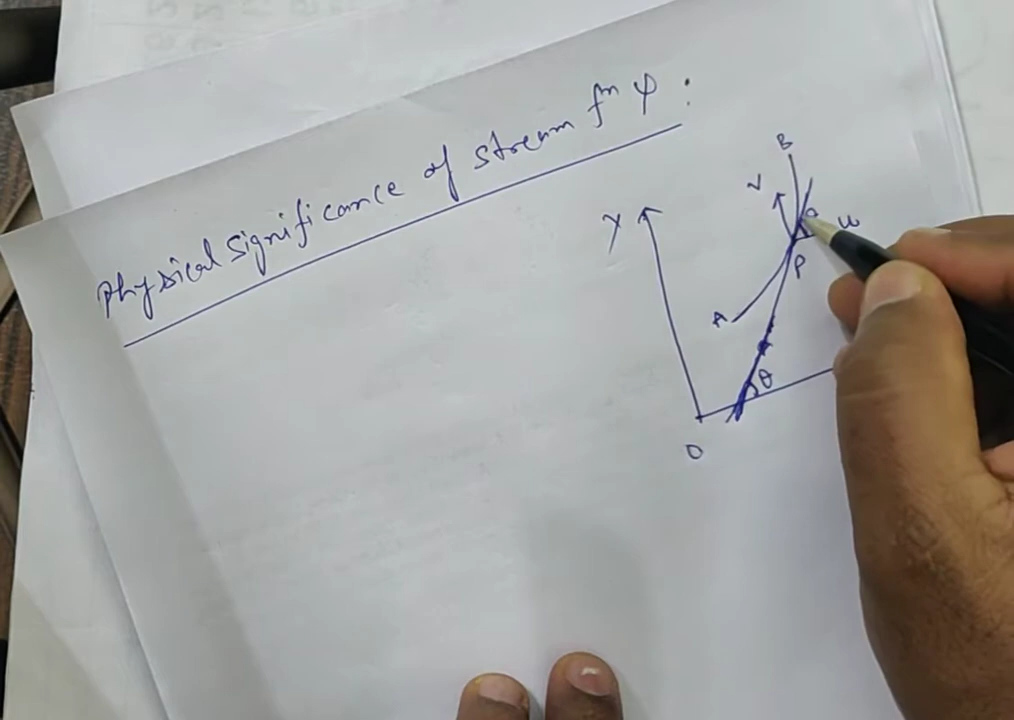 Physical Significance of stream fn ψ :
B
v
Y
u
P
A
θ
O